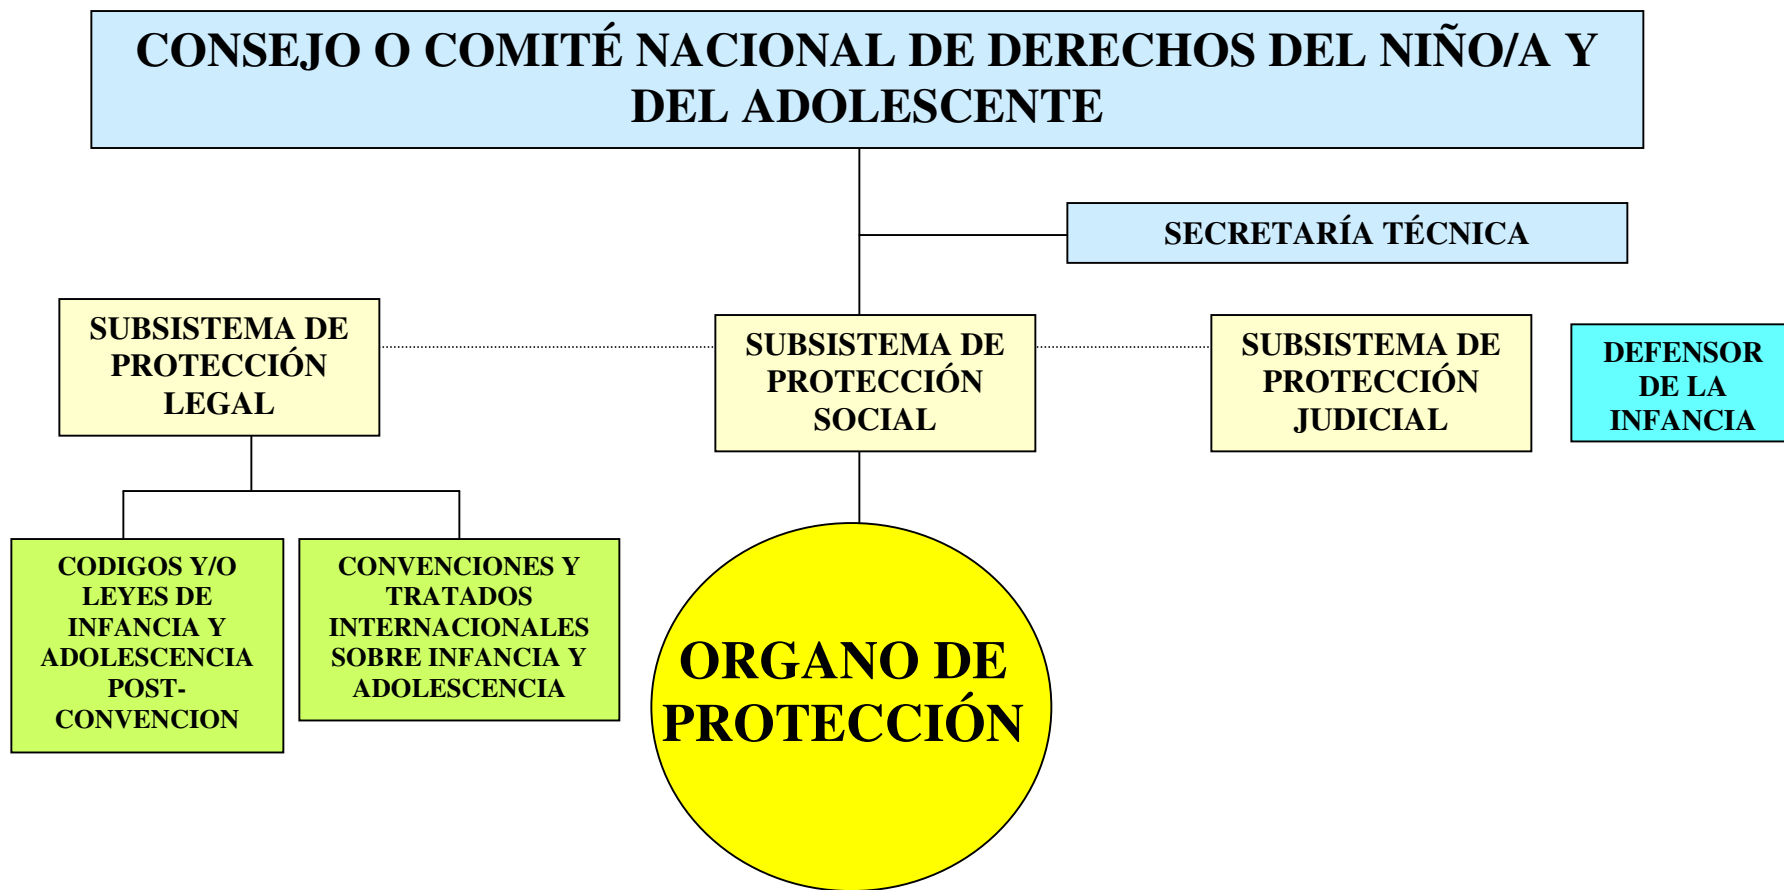 CONSEJO O COMITÉ NACIONAL DE DERECHOS DEL NIÑO/A Y
DEL ADOLESCENTE
SECRETARÍA TÉCNICA
SUBSISTEMA DE
PROTECCIÓN
LEGAL
SUBSISTEMA DE
PROTECCIÓN
SOCIAL
SUBSISTEMA DE
PROTECCIÓN
JUDICIAL
DEFENSOR
DE LA
INFANCIA
CODIGOS Y/O
LEYES DE
INFANCIA Y
ADOLESCENCIA
POST-
CONVENCION
CONVENCIONES Y
TRATADOS
INTERNACIONALES
SOBRE INFANCIA Y
ADOLESCENCIA
ORGANO DE
PROTECCIÓN